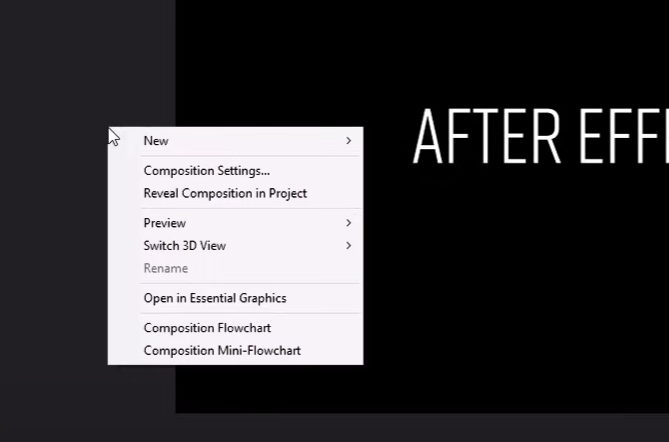 AFTER EFF
New
Composition Settings...
Reveal Composition in Project
Preview
Switch 3D View
Rename
Open in Essential Graphics
Composition Flowchart
Composition Mini-Flowchart